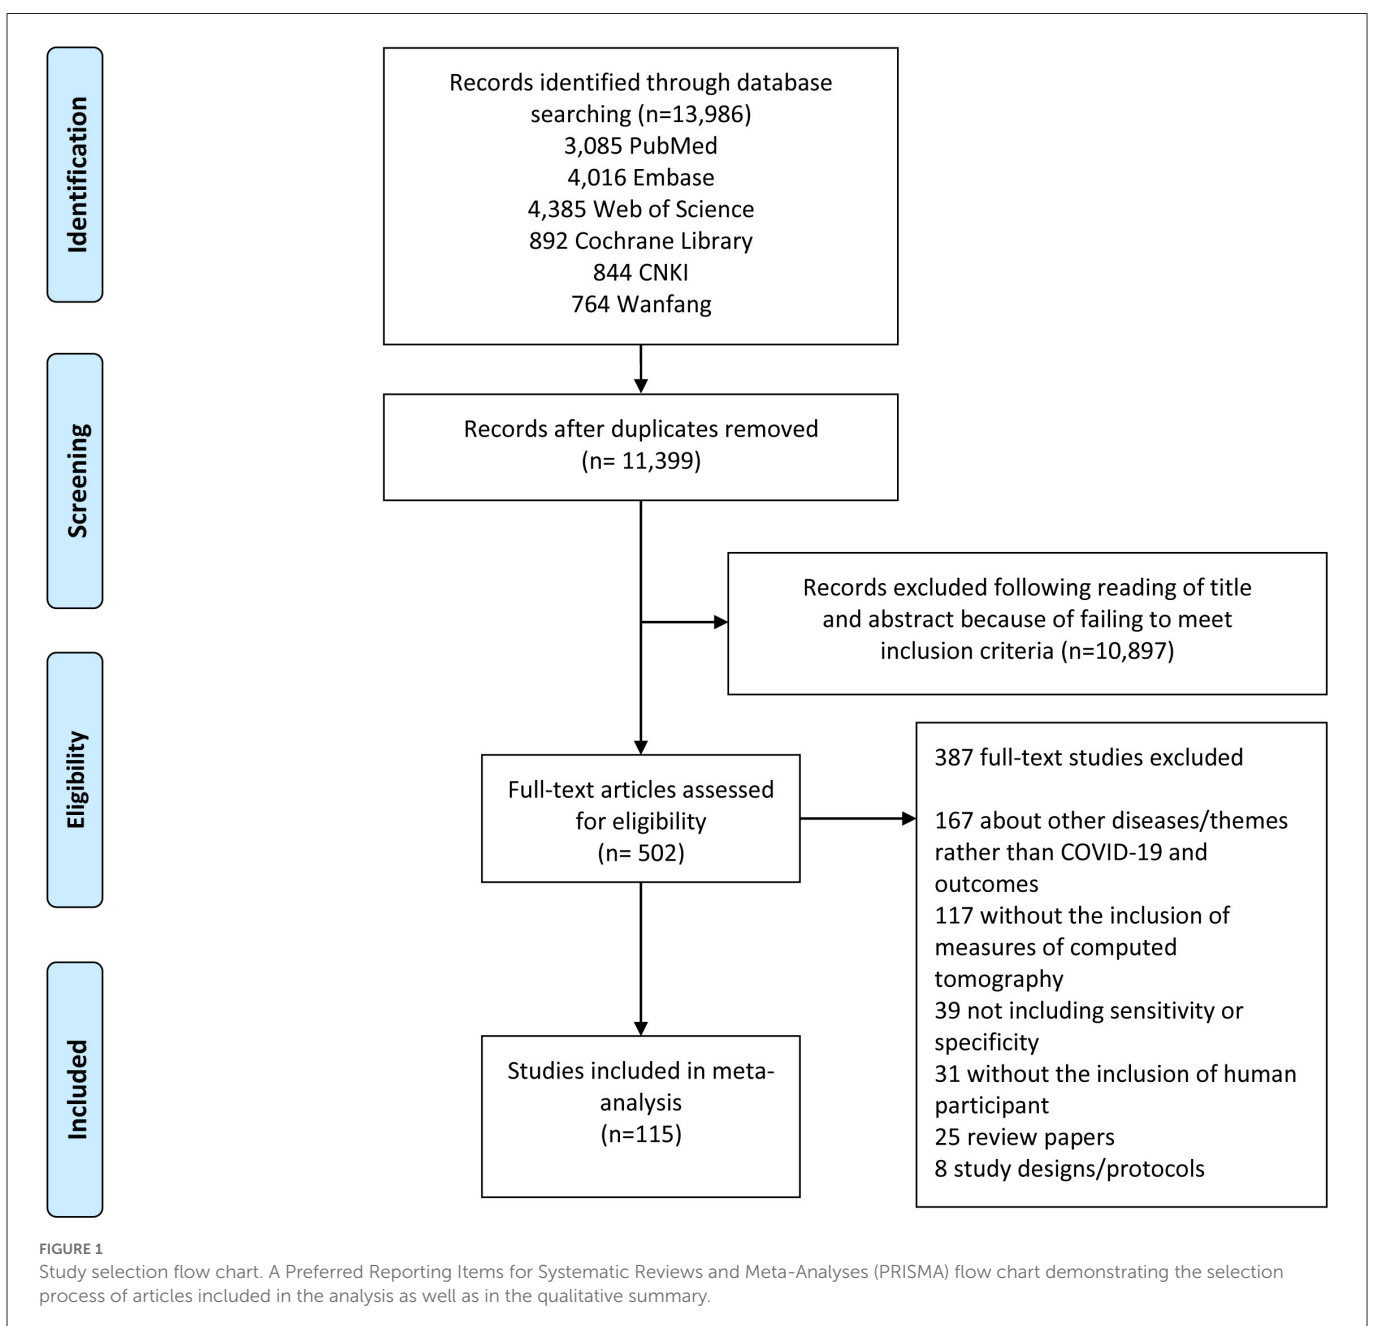 Identification
Records identified through database
searching (n=13,986)
3,085 PubMed
4,016 Embase
4,385 Web of Science
892 Cochrane Library
844 CNKI
764 Wanfang
Screening
Records after duplicates removed
(n= 11,399)
Records excluded following reading of title
and abstract because of failing to meet
inclusion criteria (n=10,897)
Eligibility
Full-text articles assessed
for eligibility
(n= 502)
387 full-text studies excluded
167 about other diseases/themes
rather than COVID-19 and
outcomes
117 without the inclusion of
measures of computed
tomography
39 not including sensitivity or
specificity
31 without the inclusion of human
participant
25 review papers
8 study designs/protocols
Included
Studies included in meta-
analysis
(n=115)
FIGURE 1
Study selection flow chart. A Preferred Reporting Items for Systematic Reviews and Meta-Analyses (PRISMA) flow chart demonstrating the selection
process of articles included in the analysis as well as in the qualitative summary.